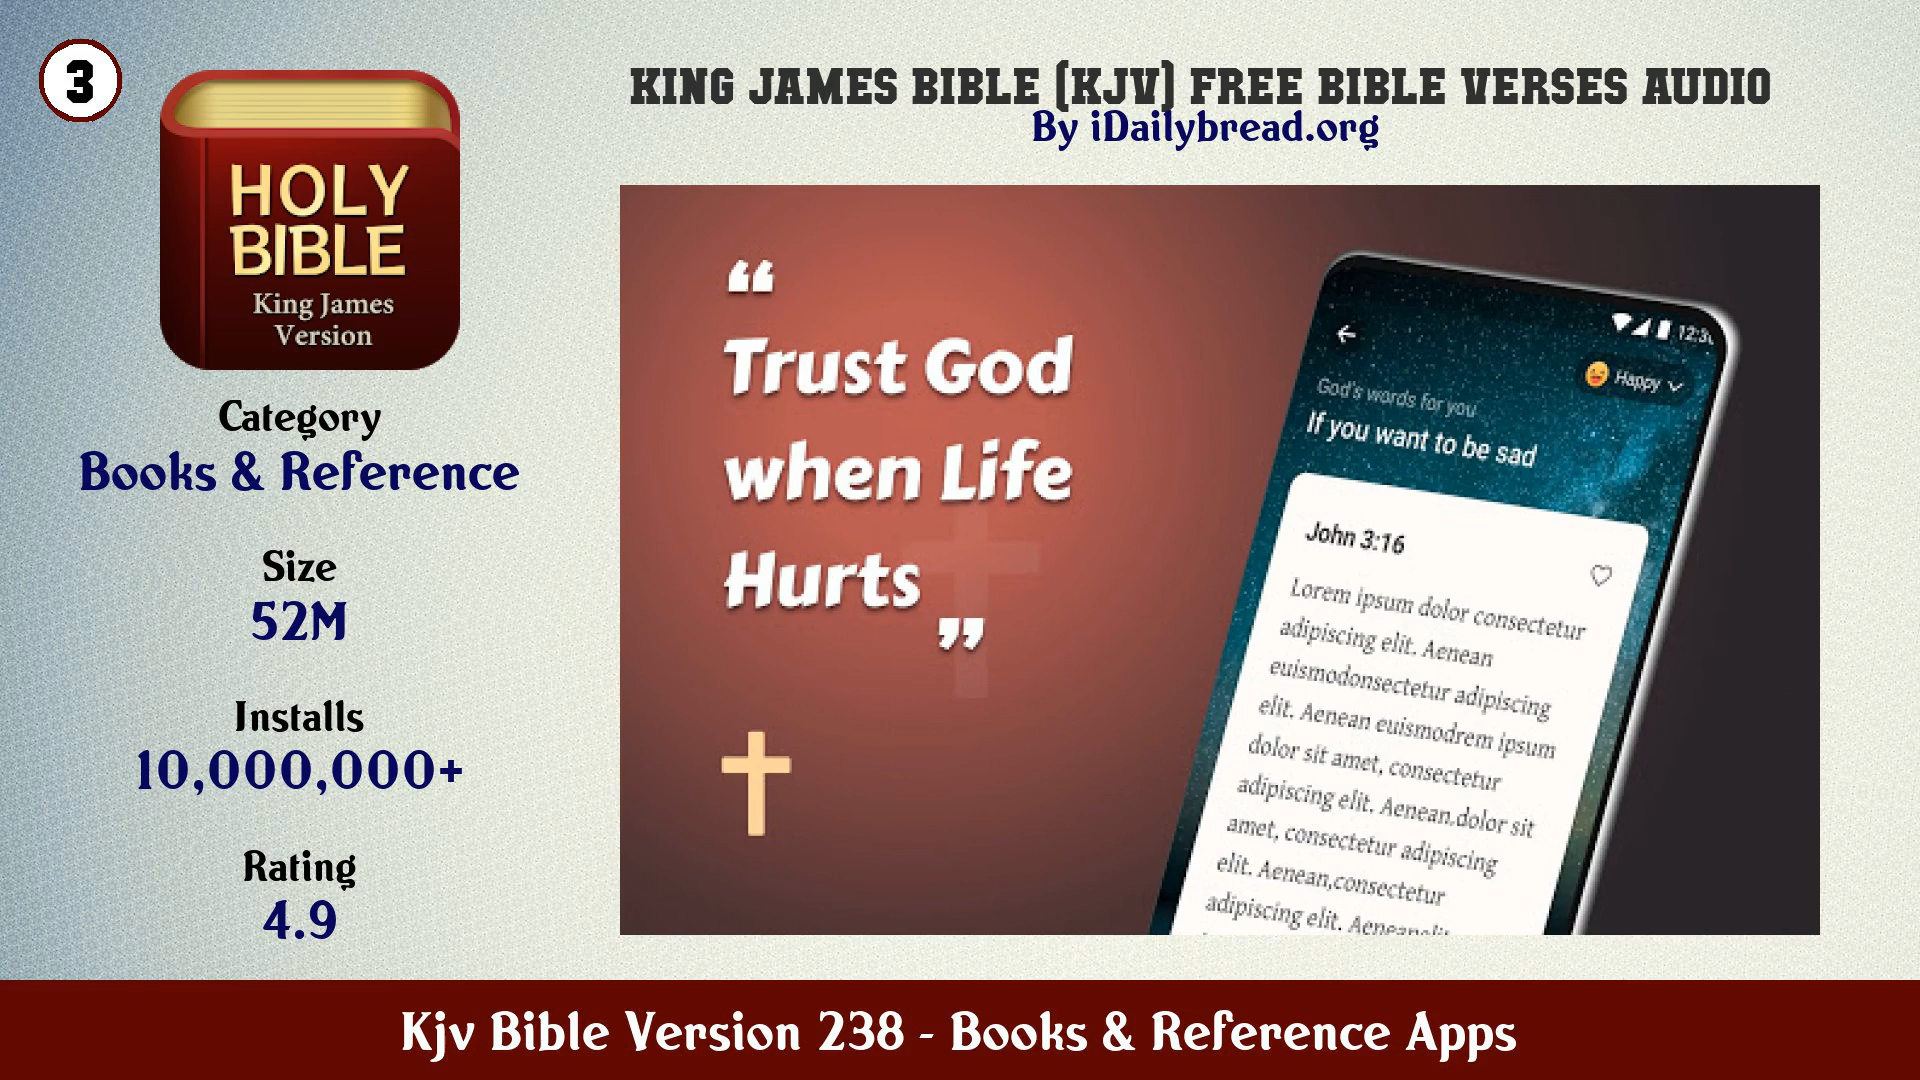 3
HOLY
BIBLE
King James
Version
Category
Books & Reference
Size
52M
Installs
10,000,000+
Rating
4.9
KING JAMES BIBLE (KJV) FREE BIBLE VERSES AUDIO
By iDailybread.org
“
Trust God
when Life
Hurts
”
12:3
Happy
God's words for you
If you want to be sad
John 3:16
Lorem ipsum dolor consectetur
adipiscing elit. Aenean
euismodonsectetur adipiscing
elit. Aenean euismodrem ipsum
dolor sit amet, consectetur
adipiscing elit. Aenean.dolor sit
amet, consectetur adipiscing
elit. Aenean,consectetur
adipiscing elit.
Kjv Bible Version 238 - Books & Reference Apps